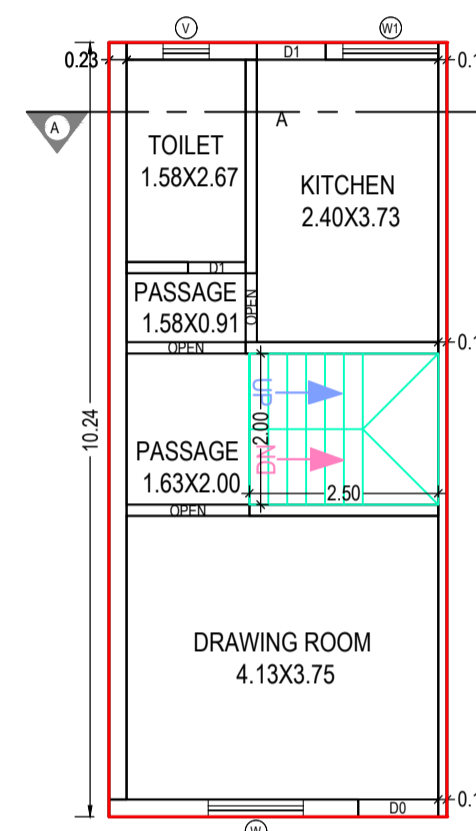 V
W1
D1
0.23
0.1
A
A
TOILET
1.58X2.67
KITCHEN
2.40X3.73
D1
PASSAGE
1.58X0.91
OPEN
OPEN
0.1
UP
2.00
10.24
PASSAGE
1.63X2.00
DN
2.50
OPEN
DRAWING ROOM
4.13X3.75
0.1
D0
W